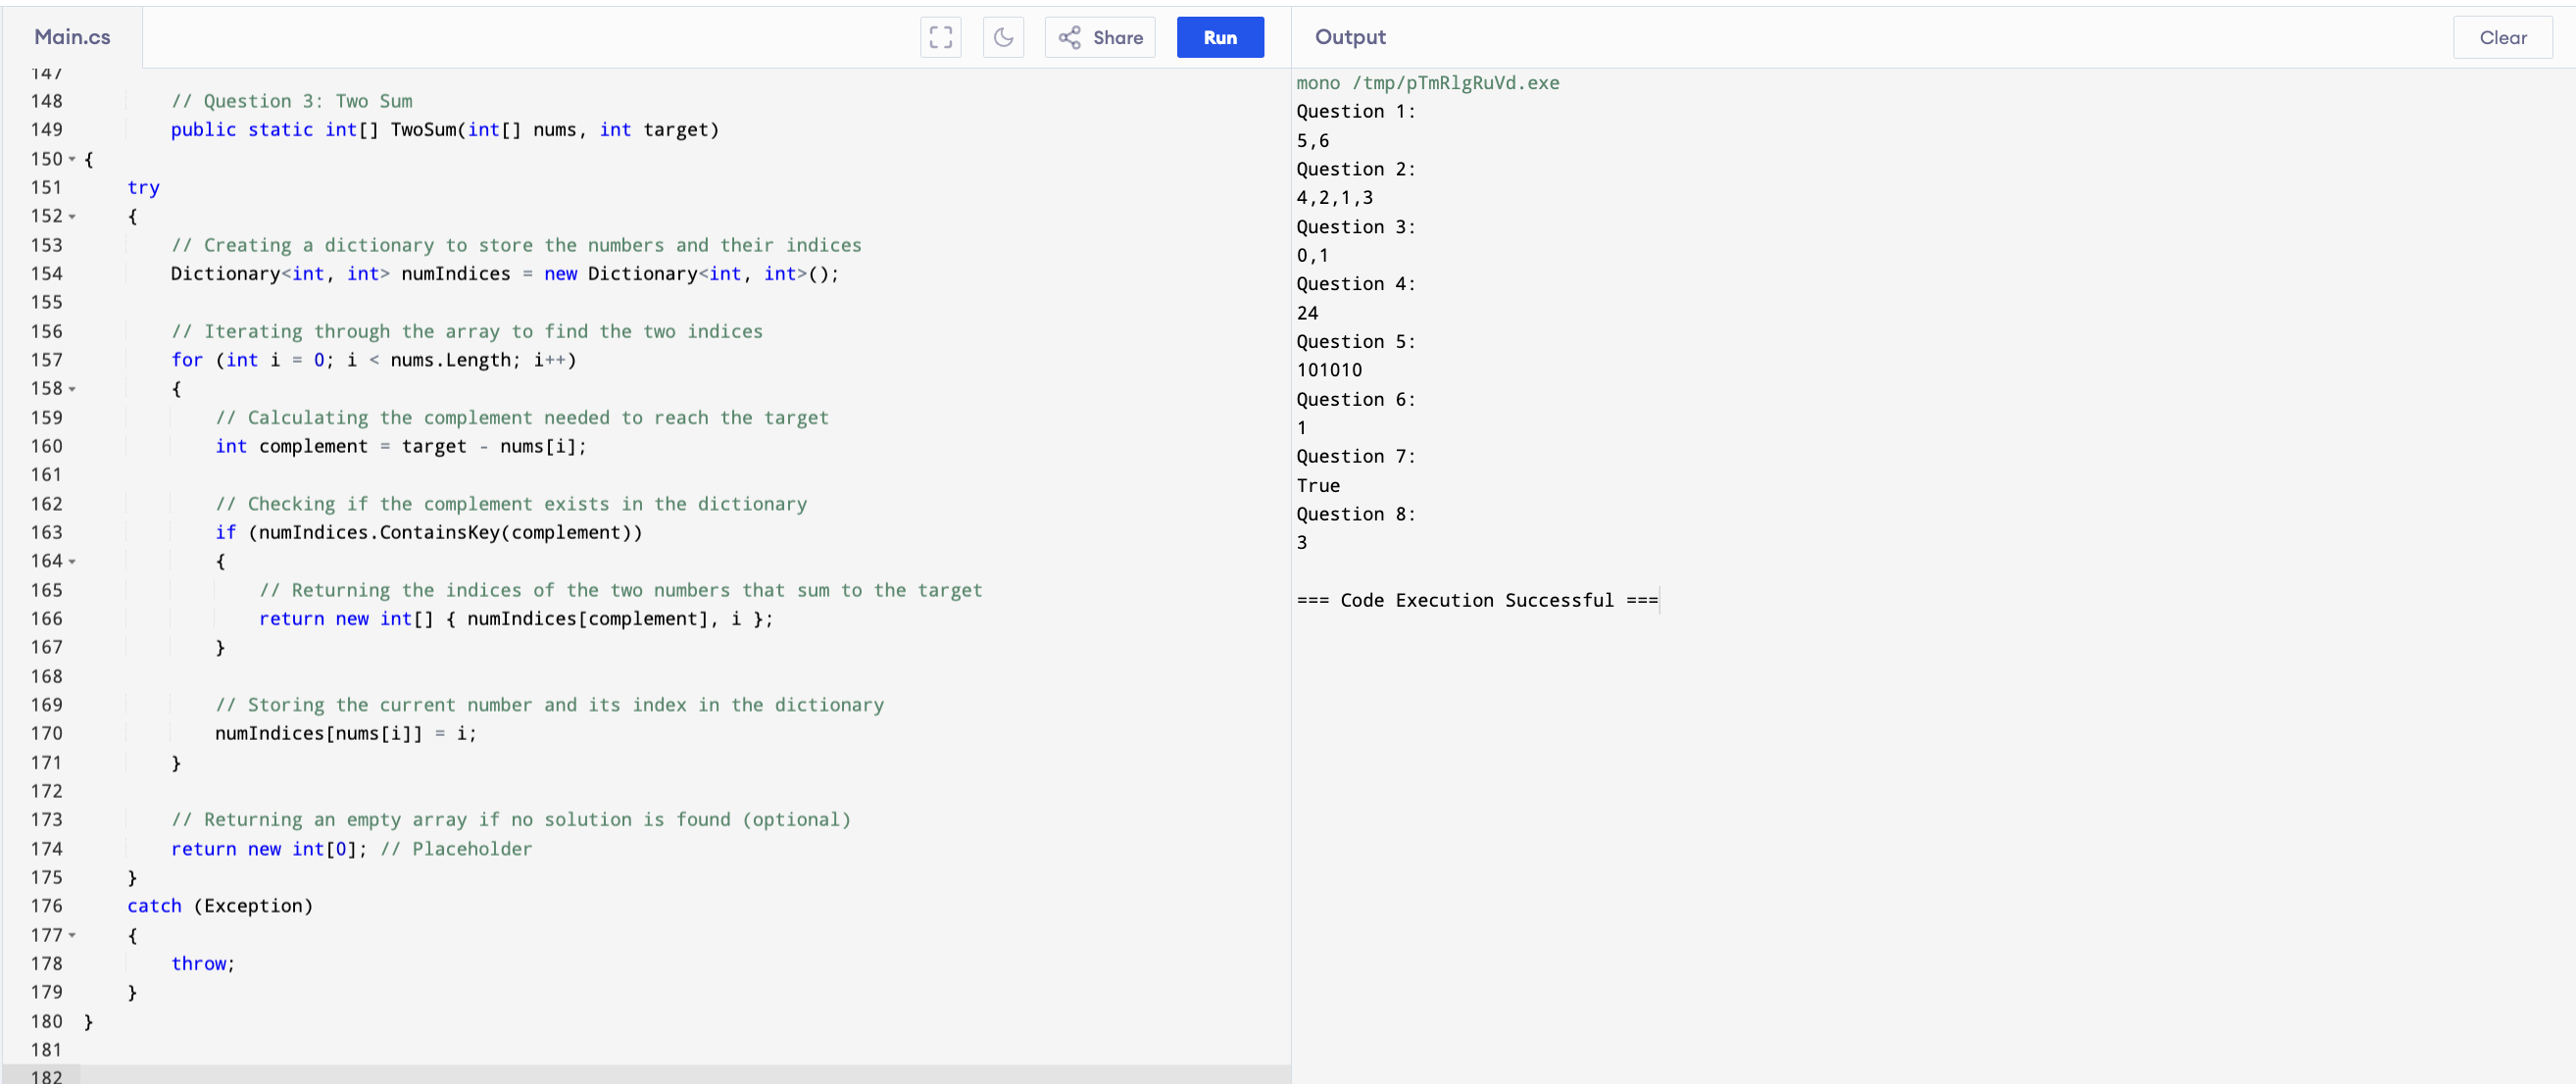 Main.cs
Share
Run
Output
Clear
147
148 // Question 3: Two Sum
149 public static int[] TwoSum(int[] nums, int target)
150 {
151 try
152 {
153 // Creating a dictionary to store the numbers and their indices
154 Dictionary<int, int> numIndices = new Dictionary<int, int>();
155
156 // Iterating through the array to find the two indices
157 for (int i = 0; i < nums.Length; i++)
158 {
159 // Calculating the complement needed to reach the target
160 int complement = target - nums[i];
161
162 // Checking if the complement exists in the dictionary
163 if (numIndices.ContainsKey(complement))
164 {
165 // Returning the indices of the two numbers that sum to the target
166 return new int[] { numIndices[complement], i };
167 }
168
169 // Storing the current number and its index in the dictionary
170 numIndices[nums[i]] = i;
171 }
172
173 // Returning an empty array if no solution is found (optional)
174 return new int[0]; // Placeholder
175 }
176 catch (Exception)
177 {
178 throw;
179 }
180 }
181
182
mono /tmp/pTmRlgRuVd.exe
Question 1:
5,6
Question 2:
4,2,1,3
Question 3:
0,1
Question 4:
24
Question 5:
101010
Question 6:
1
Question 7:
True
Question 8:
3
=== Code Execution Successful ===